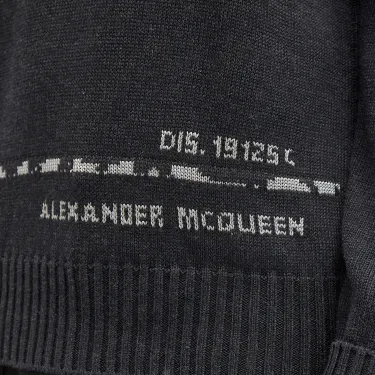 DIS. 19125 C
ALEXANDER McQUEEN